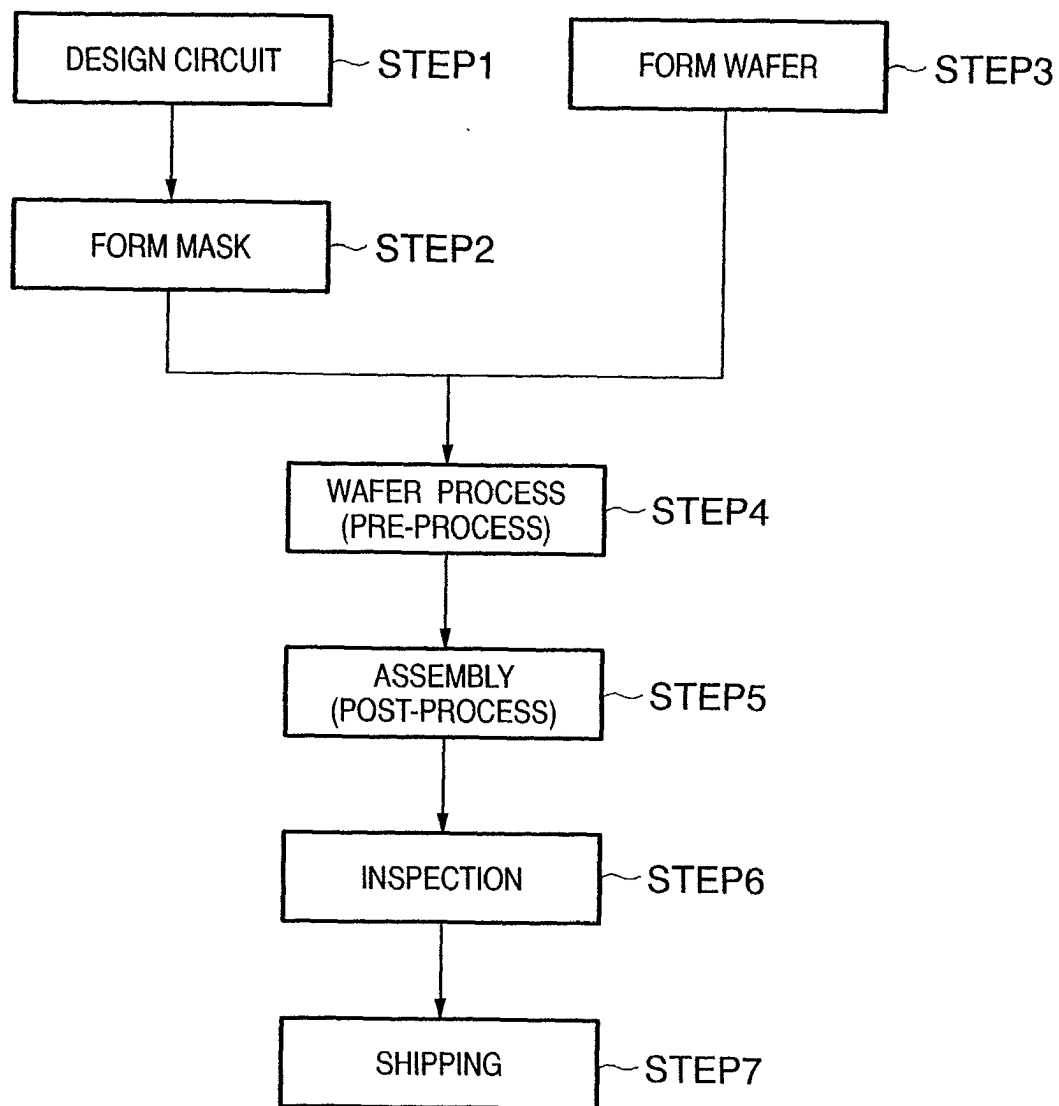 DESIGN CIRCUIT
STEP1
FORM WAFER
STEP3
FORM MASK
STEP2
WAFER PROCESS
(PRE-PROCESS)
STEP4
ASSEMBLY
(POST-PROCESS)
STEP5
INSPECTION
STEP6
SHIPPING
STEP7